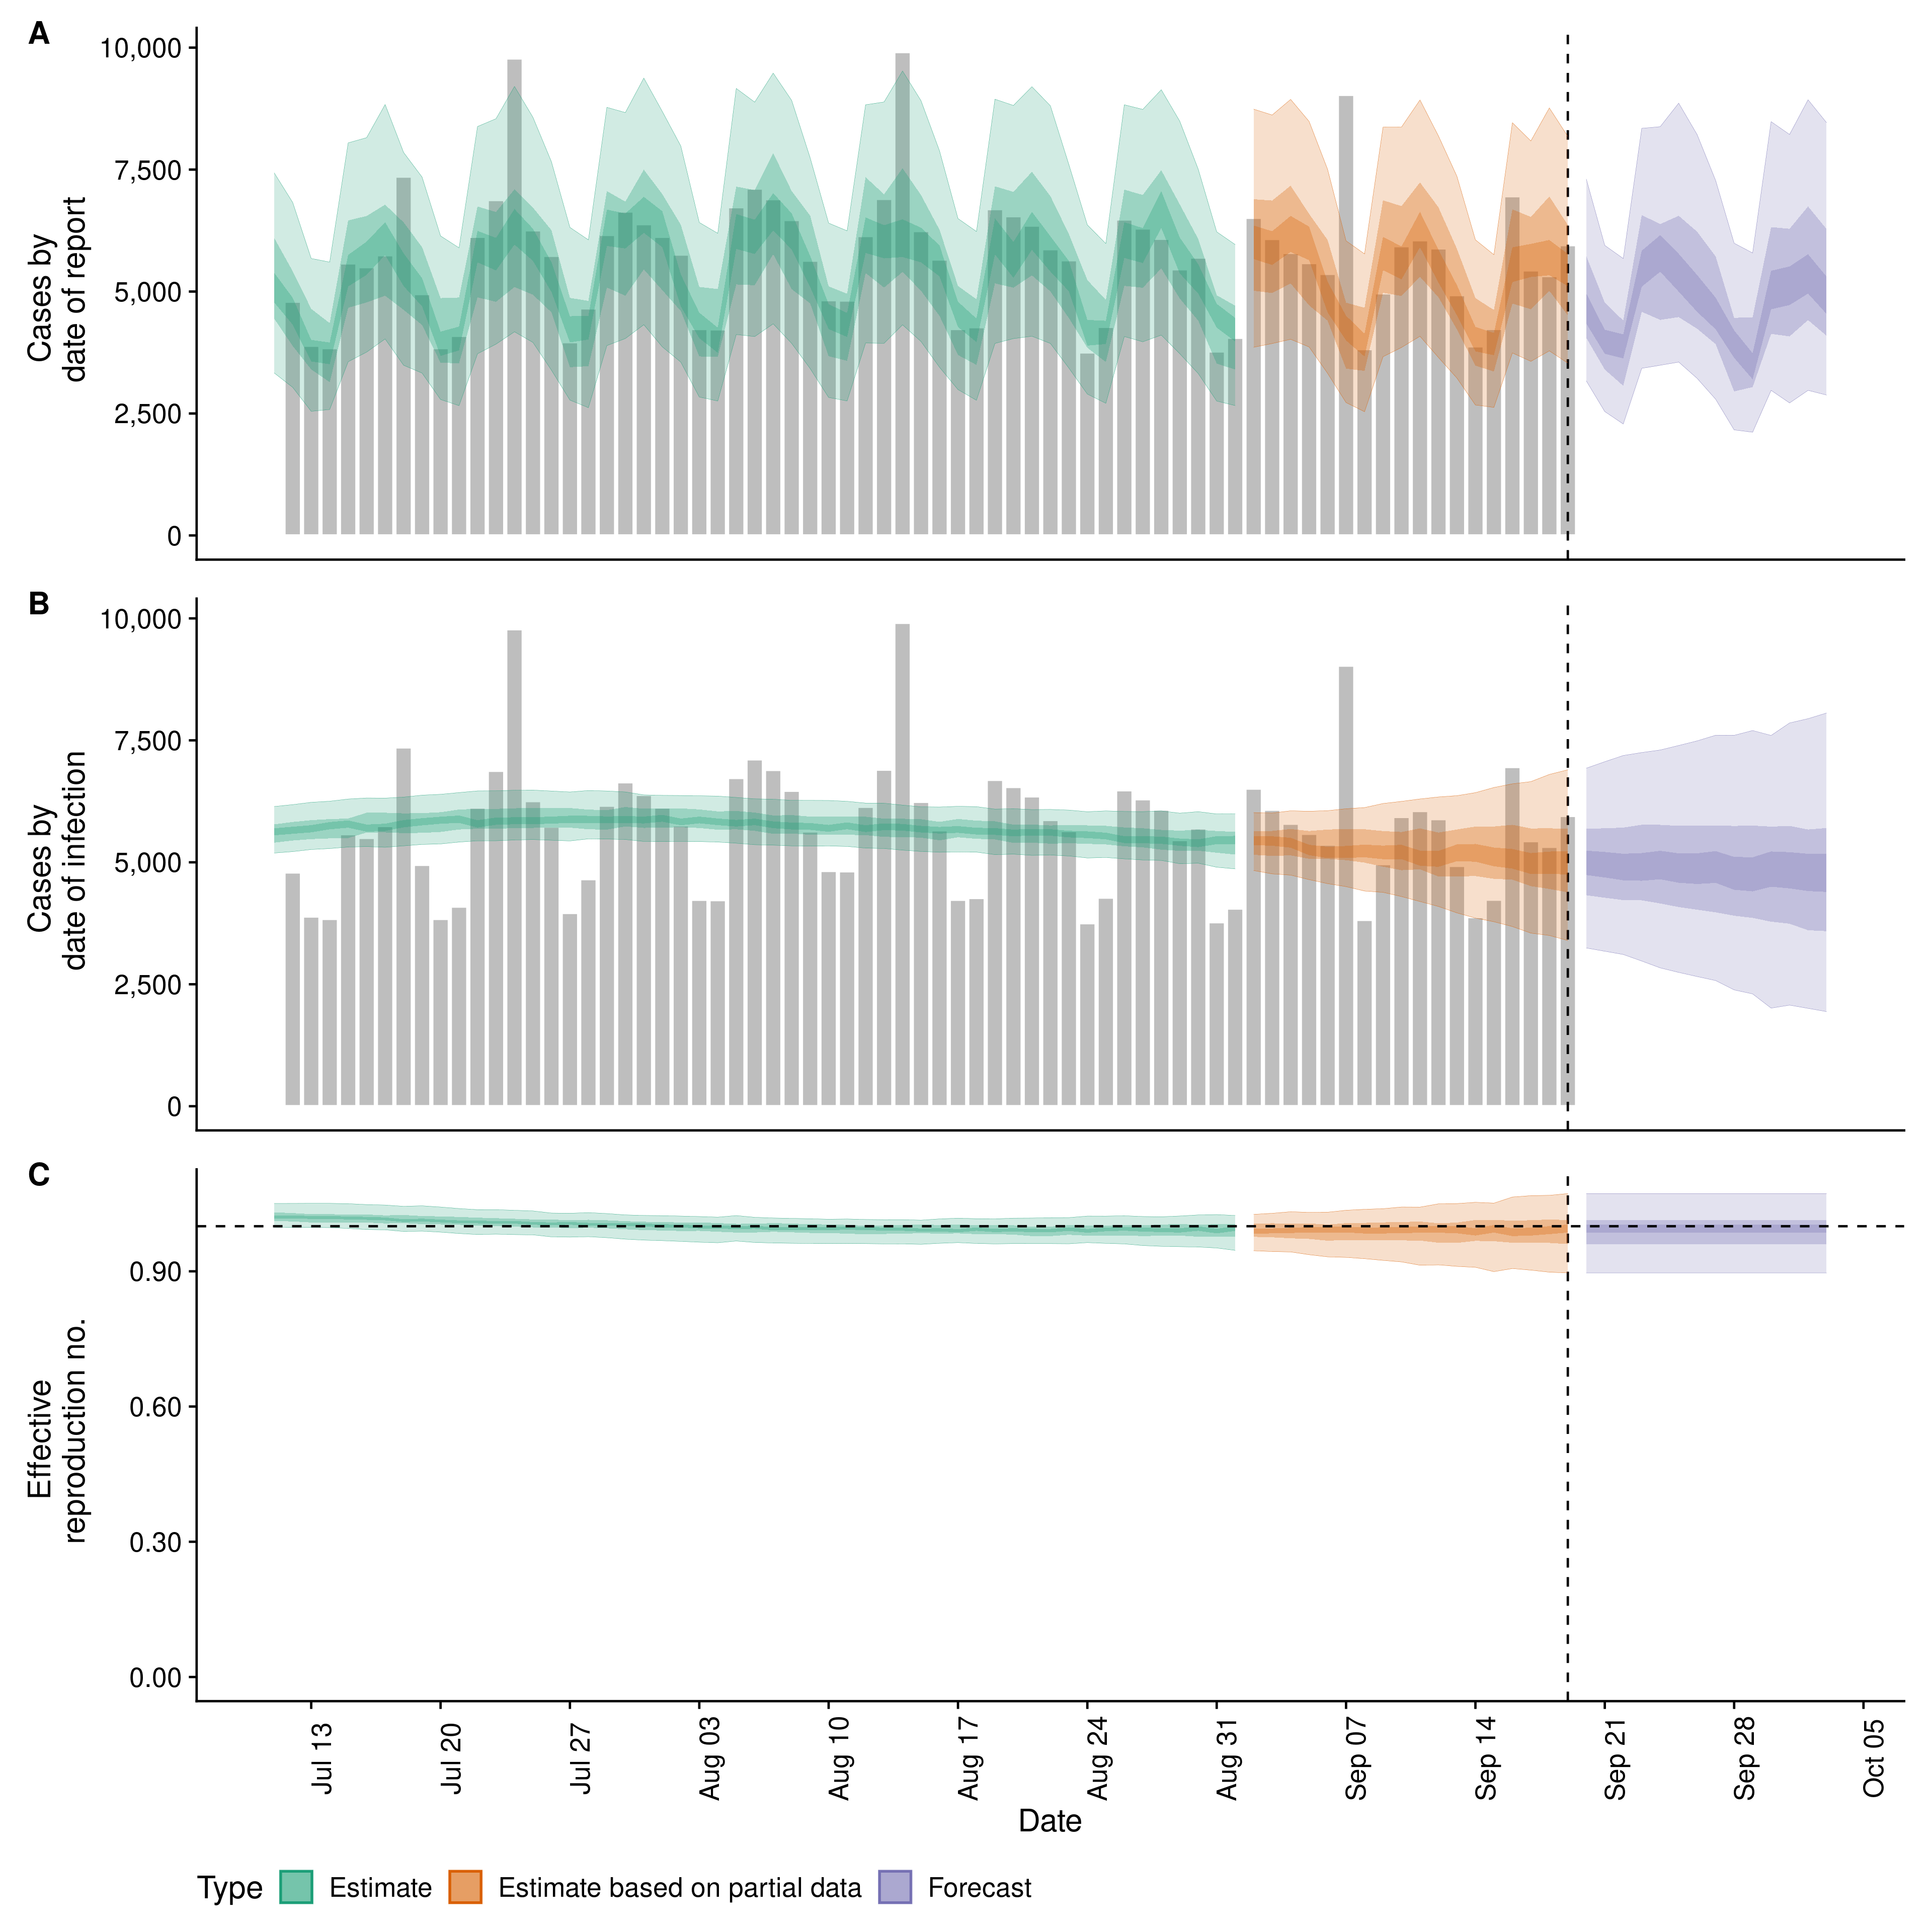 A
10,000
7,500
5,000
2,500
0
Cases by
date of report
B
10,000
7,500
5,000
2,500
0
Cases by
date of infection
C
0.90
0.60
0.30
0.00
Effective
reproduction no.
Jul 13
Jul 20
Jul 27
Aug 03
Aug 10
Aug 17
Aug 24
Aug 31
Sep 07
Sep 14
Sep 21
Sep 28
Oct 05
Date
Type Estimate Estimate based on partial data Forecast